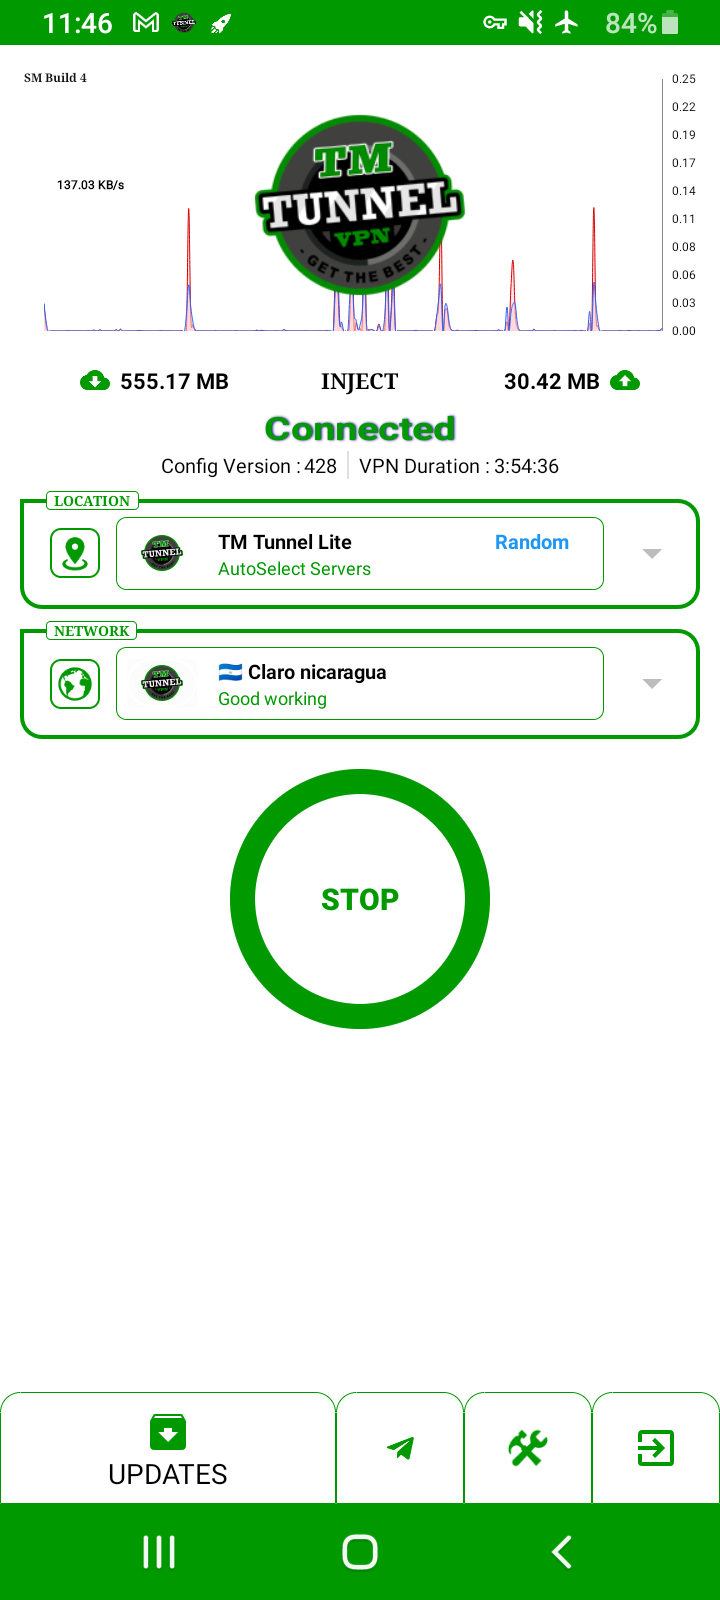 11:46
84%
SM Build 4
0.25
0.22
0.19
0.17
137.03 KB/s
0.14
0.11
0.08
0.06
0.03
0.00
TM
TUNNEL
VPN
- GET THE BEST -
555.17 MB
INJECT
30.42 MB
Connected
Config Version : 428
VPN Duration : 3:54:36
LOCATION
TM Tunnel Lite
Random
AutoSelect Servers
NETWORK
Claro nicaragua
Good working
STOP
UPDATES